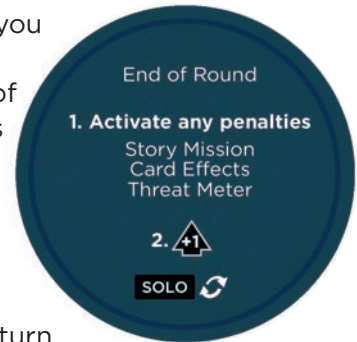 you
of
End of Round
1. Activate any penalties
Story Mission
Card Effects
Threat Meter
2. +1
SOLO
turn